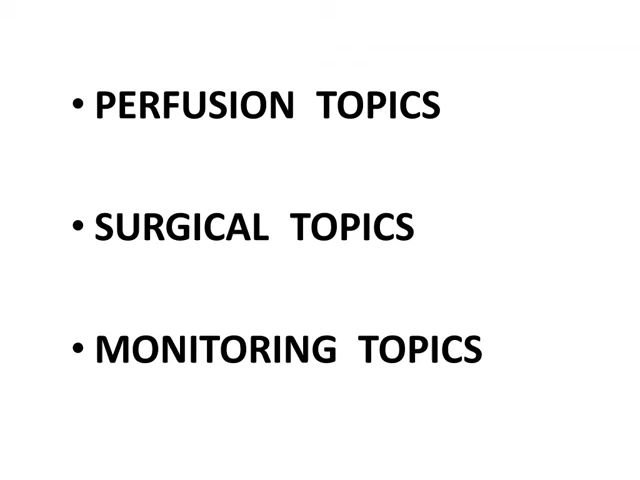 • PERFUSION TOPICS
• SURGICAL TOPICS
• MONITORING TOPICS